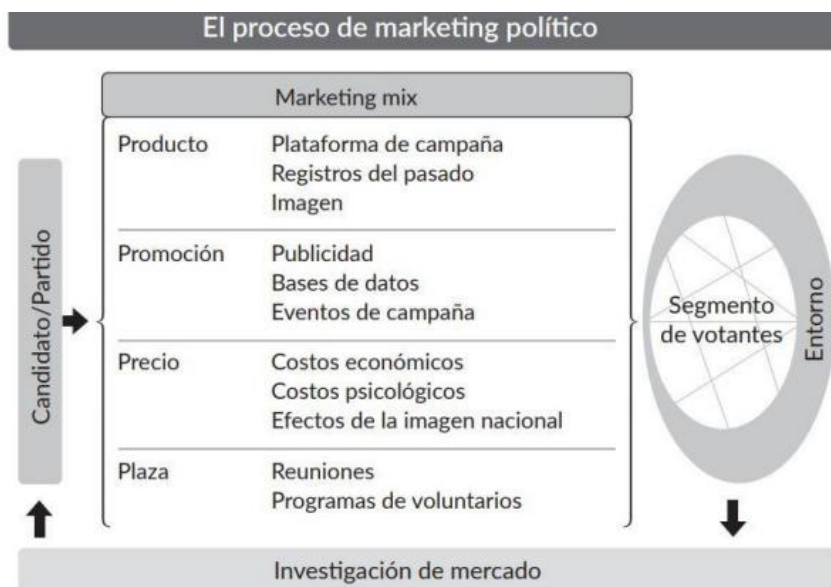 El proceso de marketing político
Marketing mix
Candidato/Partido
Producto
Plataforma de campaña
Registros del pasado
Imagen
Promoción
Publicidad
Bases de datos
Eventos de campaña
Precio
Costos económicos
Costos psicológicos
Efectos de la imagen nacional
Plaza
Reuniones
Programas de voluntarios
Segmento
de votantes
Entorno
Investigación de mercado